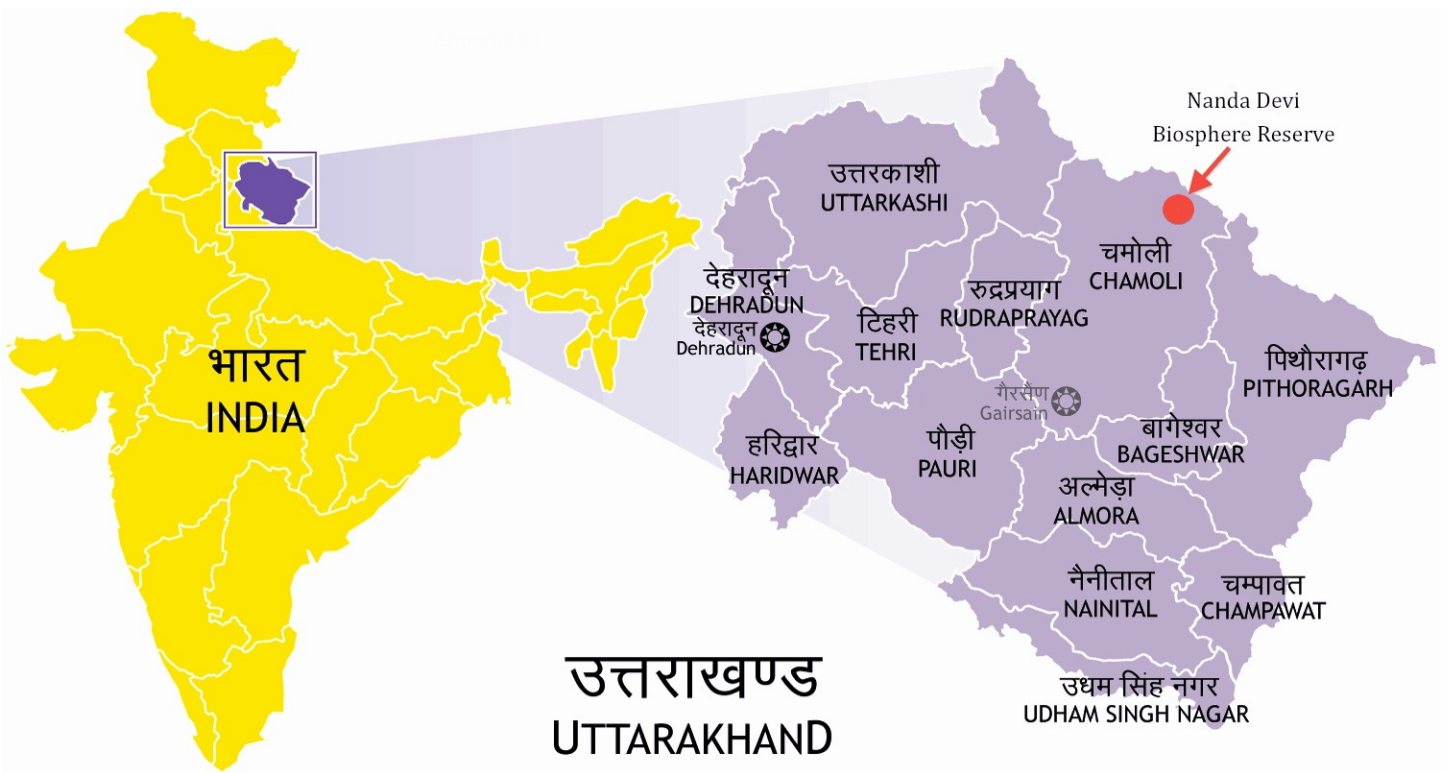 Nanda Devi
Biosphere Reserve
उत्तरकाशी
UTTARKASHI
चमोली
CHAMOLI
देहरादून
DEHRADUN
देहरादून
Dehradun
रुद्रप्रयाग
RUDRAPRAYAG
टिहरी
TEHRI
पिथौरागढ़
PITHORAGARH
भारत
INDIA
गैरसैंण
Gairsain
हरिद्वार
HARIDWAR
पौड़ी
PAURI
बागेश्वर
BAGESHWAR
अल्मेड़ा
ALMORA
नैनीताल
NAINITAL
चम्पावत
CHAMPAWAT
उधम सिंह नगर
UDHAM SINGH NAGAR
उत्तराखण्ड
UTTARAKHAND